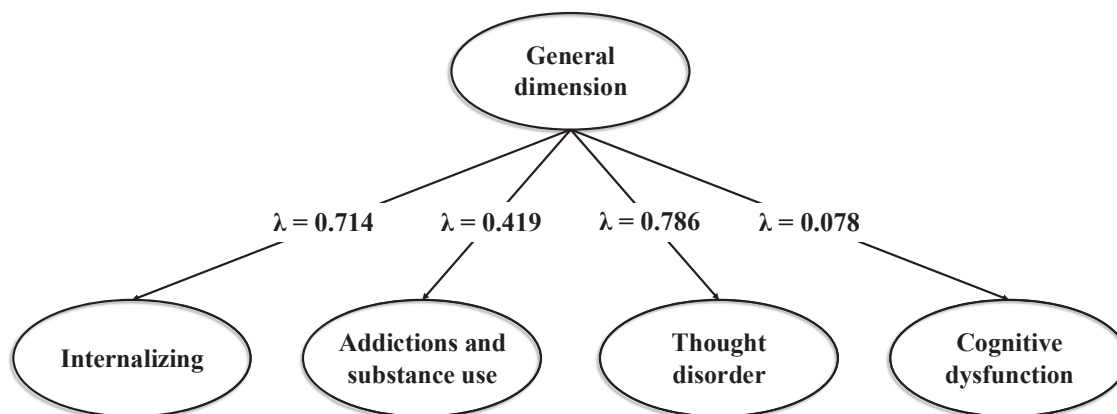 General
dimension
λ = 0.714
λ = 0.419
λ = 0.786
λ = 0.078
Internalizing
Addictions and
substance use
Thought
disorder
Cognitive
dysfunction